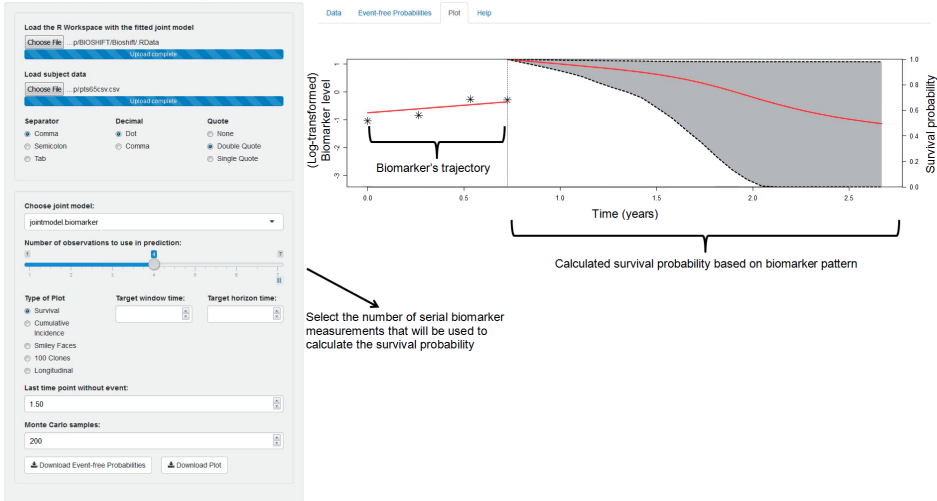 Load the R Workspace with the fitted joint model
Choose File ...p/BIOSHIFT/Bioshift/.RData
Upload complete
Load subject data
Choose File ...p/pts65csv.csv
Upload complete
Separator Decimal Quote
Comma Dot None
Semicolon Comma Double Quote
Tab Single Quote
Choose joint model:
jointmodel.biomarker
Number of observations to use in prediction:
1 4 7
1 2 3 4 5 6 7
Type of Plot Target window time: Target horizon time:
Survival
Cumulative
Incidence
Smiley Faces
100 Clones
Longitudinal
Last time point without event:
1.50
Monte Carlo samples:
200
Download Event-free Probabilities Download Plot
Data Event-free Probabilities Plot Help
(Log-transformed)
Biomarker level
1
0
-1
-2
-3
Biomarker's trajectory
0.0 0.5 1.0 1.5 2.0 2.5
Time (years)
1.0
0.8
0.6
0.4
0.2
0.0
Survival probability
Calculated survival probability based on biomarker pattern
Select the number of serial biomarker
measurements that will be used to
calculate the survival probability